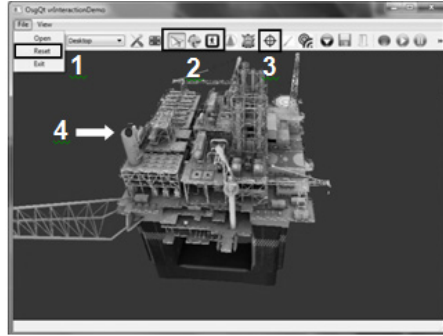 OsgQt vrInteractionDemo
File View
Open
Reset
Exit
Desktop
1
2
3
4